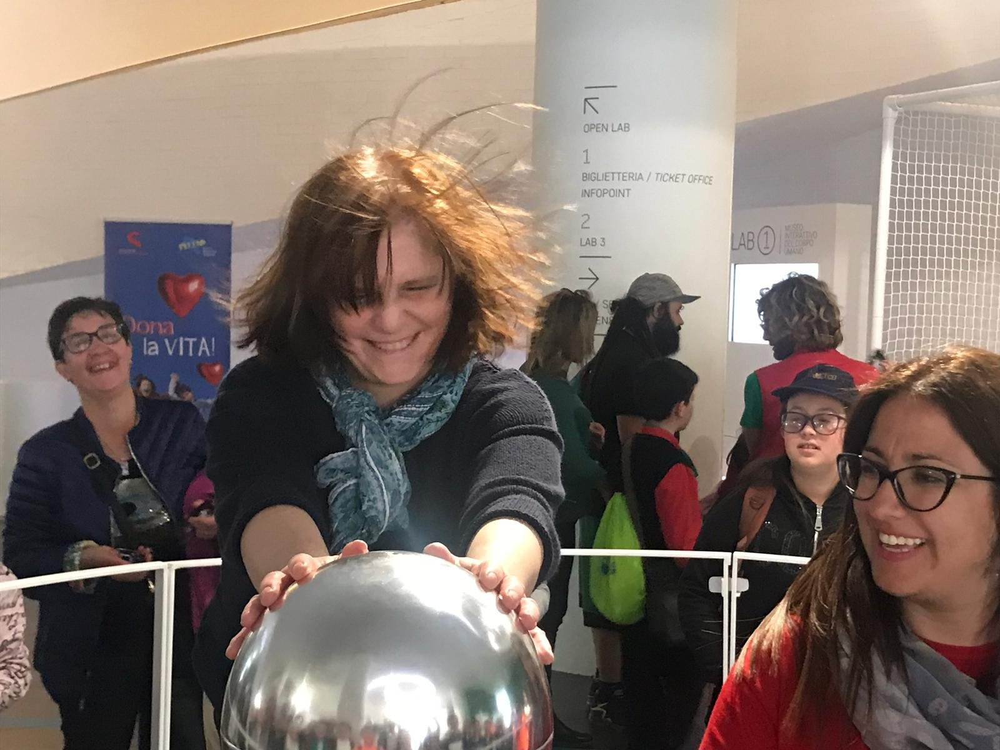 OPEN LAB
1
BIGLIETTERIA / TICKET OFFICE
INFOPOINT
2
LAB 3
LAB 1
MUSEO
INTERATTIVO
DEL CORPO
UMANO
Dona
la VITA!